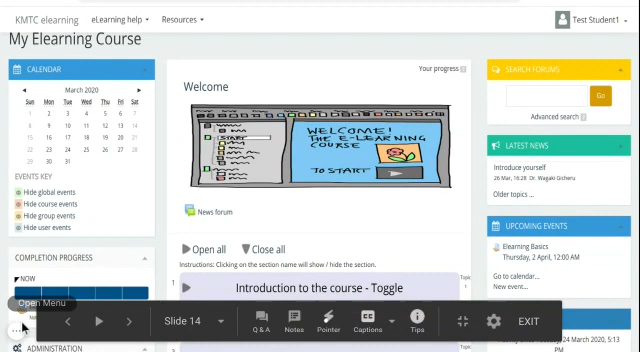 KMTC elearning eLearning help Resources Test Student1
My Elearning Course
CALENDAR
March 2020
Sun Mon Tue Wed Thu Fri Sat
1 2 3 4 5 6 7
8 9 10 11 12 13 14
15 16 17 18 19 20 21
22 23 24 25 26 27 28
29 30 31
EVENTS KEY
Hide global events
Hide course events
Hide group events
Hide user events
COMPLETION PROGRESS
NOW
Open Menu
ADMINISTRATION
Your progress
Welcome
WELCOME!
THE E-LEARNING
COURSE
TO START
News forum
Open all Close all
Instructions: Clicking on the section name will show / hide the section.
1
Introduction to the course - Toggle
Topic
1
SEARCH FORUMS
Go
Advanced search
LATEST NEWS
Introduce yourself
26 Mar, 16:28 Dr. Wagaki Gicheru
Older topics ...
UPCOMING EVENTS
Elearning Basics
Thursday, 2 April, 12:00 AM
Go to calendar...
New event...
24 March 2020, 5:13
PM
Slide 14
Q & A
Notes
Pointer
Captions
Tips
EXIT